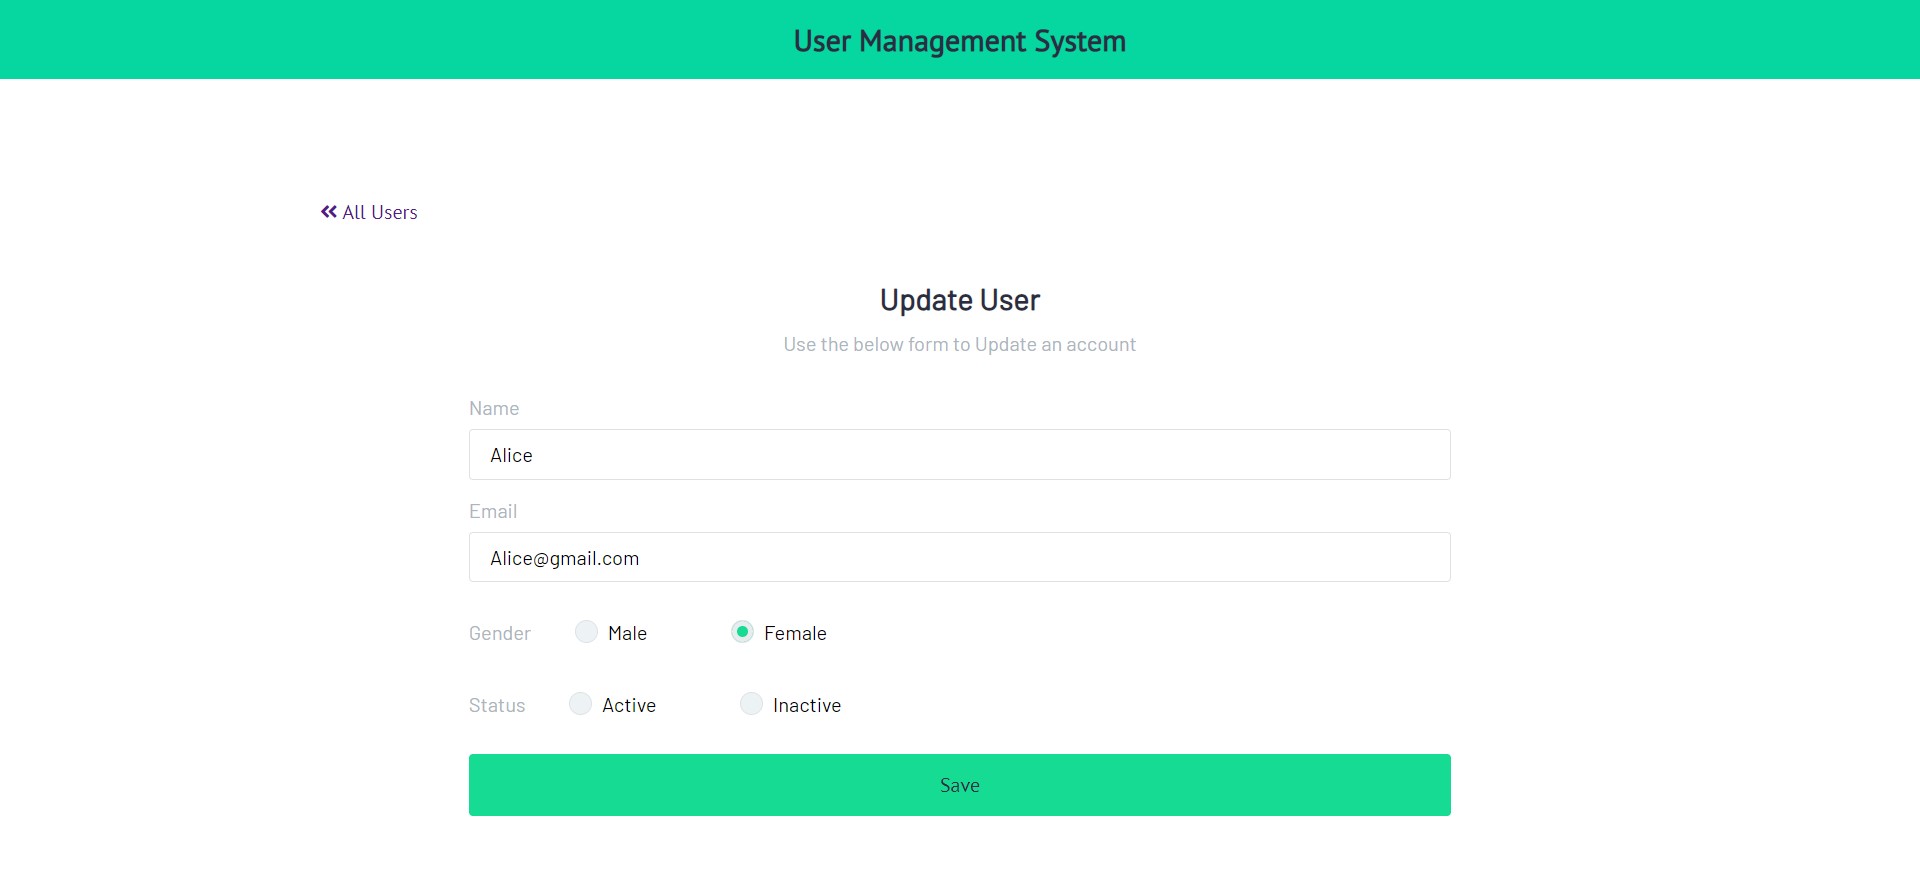 User Management System
All Users
Update User
Use the below form to Update an account
Name
Alice
Email
Alice@gmail.com
Gender Male Female
Status Active Inactive
Save